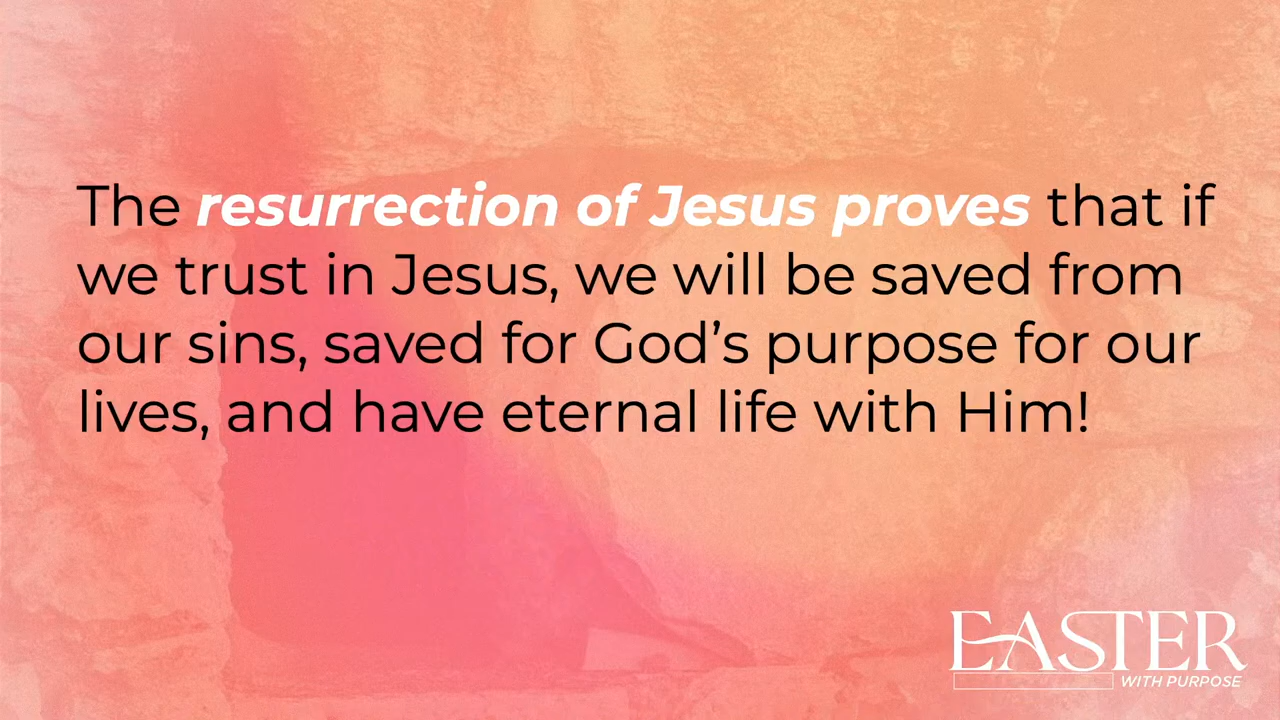 The resurrection of Jesus proves that if
we trust in Jesus, we will be saved from
our sins, saved for God’s purpose for our
lives, and have eternal life with Him!
EASTER
WITH PURPOSE